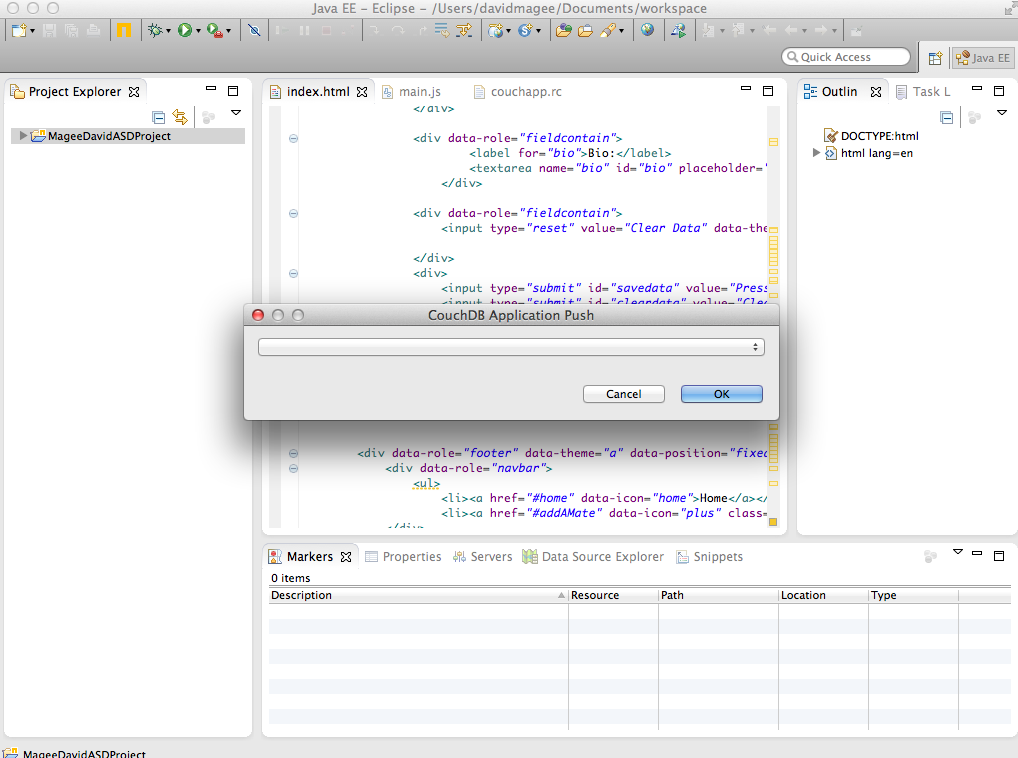 Java EE – Eclipse – /Users/davidmagee/Documents/workspace
Quick Access
Java EE
Project Explorer
MageeDavidASDProject
index.html
main.js
couchapp.rc
</div>
<div data-role="fieldcontain">
<label for="bio">Bio:</label>
<textarea name="bio" id="bio" placeholder="
</div>
<div data-role="fieldcontain">
<input type="reset" value="Clear Data" data-the
</div>
<div>
<input type="submit" id="savedata" value="Press
<input type="submit" id="cleardata" value="Clea
CouchDB Application Push
Cancel
OK
<div data-role="footer" data-theme="a" data-position="fixed
<div data-role="navbar">
<ul>
<li><a href="#home" data-icon="home">Home</a></
<li><a href="#addAMate" data-icon="plus" class=
</div>
Outlin
Task L
DOCTYPE:html
html lang=en
Markers
Properties
Servers
Data Source Explorer
Snippets
0 items
Description
Resource
Path
Location
Type
MageeDavidASDProject